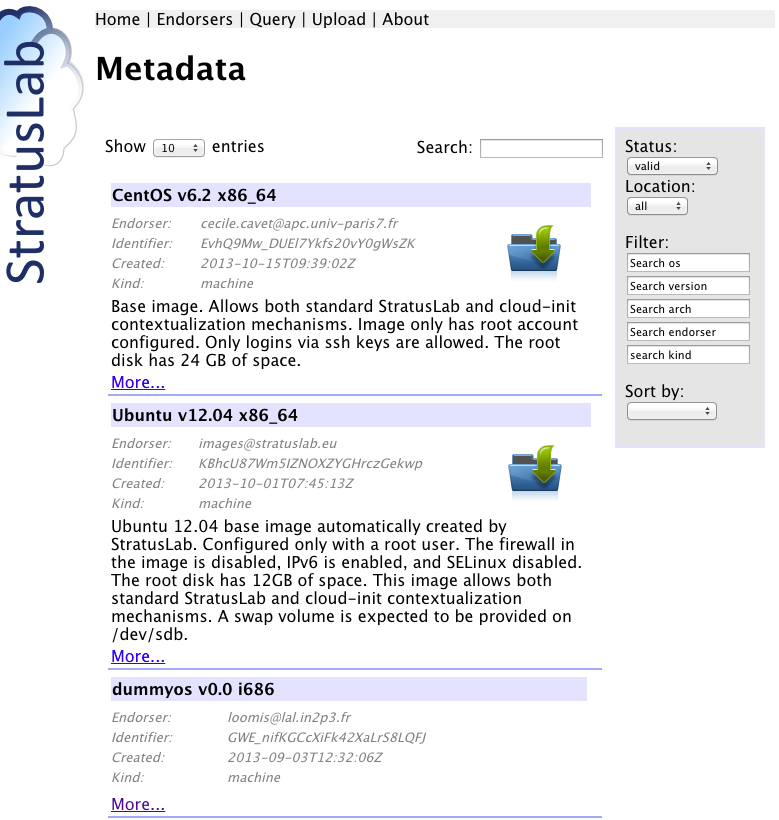 StratusLab
Home | Endorsers | Query | Upload | About
Metadata
Show 10 entries
Search:
CentOS v6.2 x86_64
Endorser: cecile.cavet@apc.univ-paris7.fr
Identifier: EvhQ9Mw_DUEl7Ykfs20vY0gWsZK
Created: 2013-10-15T09:39:02Z
Kind: machine
Base image. Allows both standard StratusLab and cloud-init
contextualization mechanisms. Image only has root account
configured. Only logins via ssh keys are allowed. The root
disk has 24 GB of space.
More...
Ubuntu v12.04 x86_64
Endorser: images@stratuslab.eu
Identifier: KBhcU87Wm5IZNOXZYGHrczGekwp
Created: 2013-10-01T07:45:13Z
Kind: machine
Ubuntu 12.04 base image automatically created by
StratusLab. Configured only with a root user. The firewall in
the image is disabled, IPv6 is enabled, and SELinux disabled.
The root disk has 12GB of space. This image allows both
standard StratusLab and cloud-init contextualization
mechanisms. A swap volume is expected to be provided on
/dev/sdb.
More...
dummyos v0.0 i686
Endorser: loomis@lal.in2p3.fr
Identifier: GWE_nifKGCcXiFk42XaLrS8LQFJ
Created: 2013-09-03T12:32:06Z
Kind: machine
More...
Status:
valid
Location:
all
Filter:
Search os
Search version
Search arch
Search endorser
search kind
Sort by: